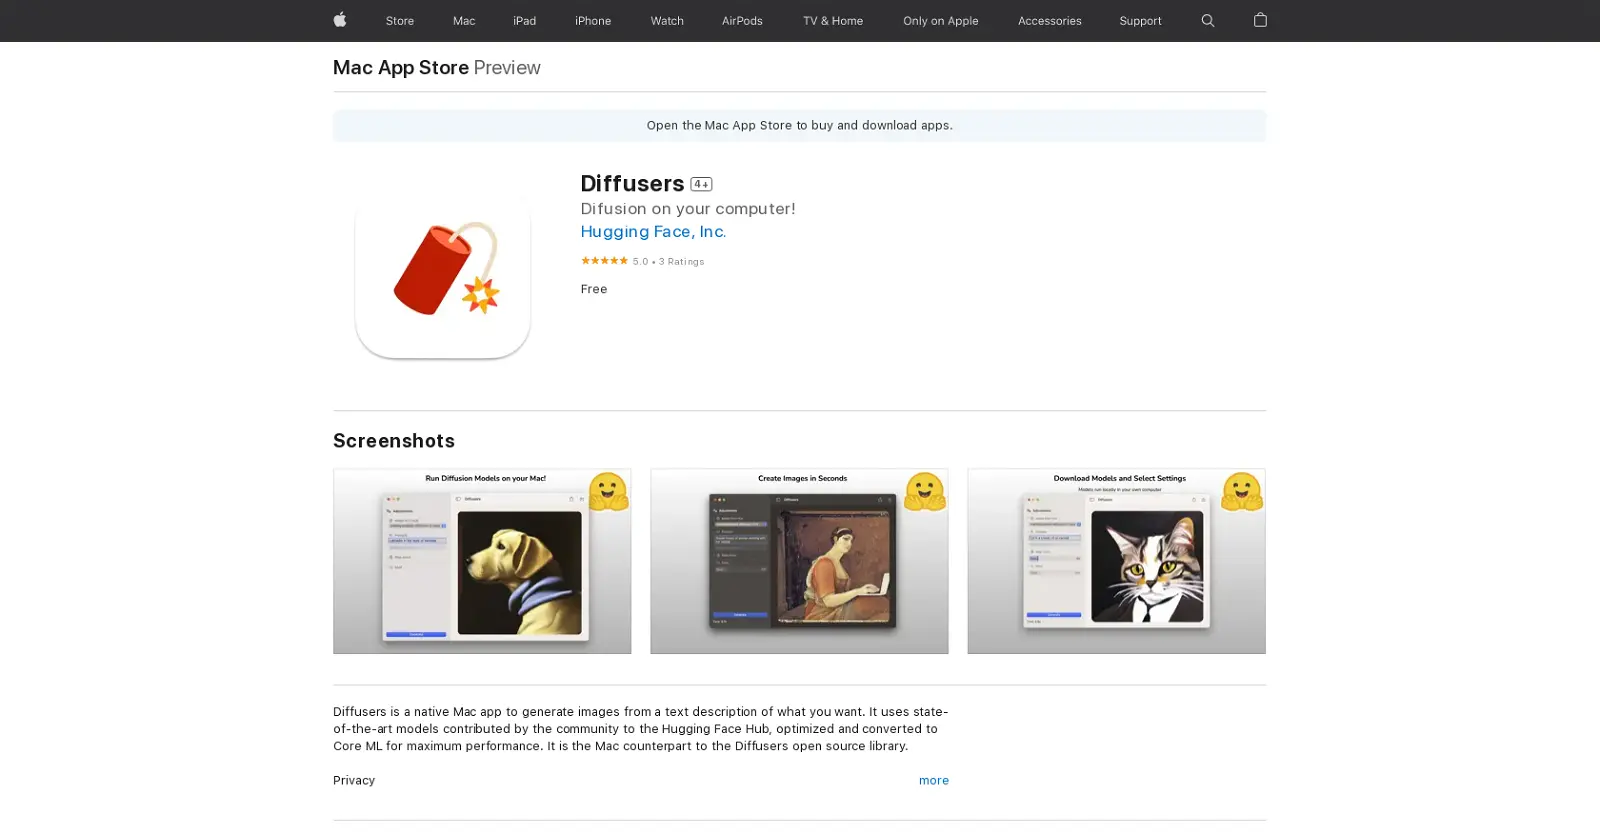 Store Mac iPad iPhone Watch AirPods TV & Home Only on Apple Accessories Support
Mac App Store Preview
Open the Mac App Store to buy and download apps.
Diffusers 4+
Difusion on your computer!
Hugging Face, Inc.
5.0 • 3 Ratings
Free
Screenshots
Run Diffusion Models on your Mac!
Diffusers
Create Images in Seconds
Diffusers
Download Models and Select Settings
Models run locally in your own computer
Diffusers
Diffusers is a native Mac app to generate images from a text description of what you want. It uses state-
of-the-art models contributed by the community to the Hugging Face Hub, optimized and converted to
Core ML for maximum performance. It is the Mac counterpart to the Diffusers open source library.
Privacy
more